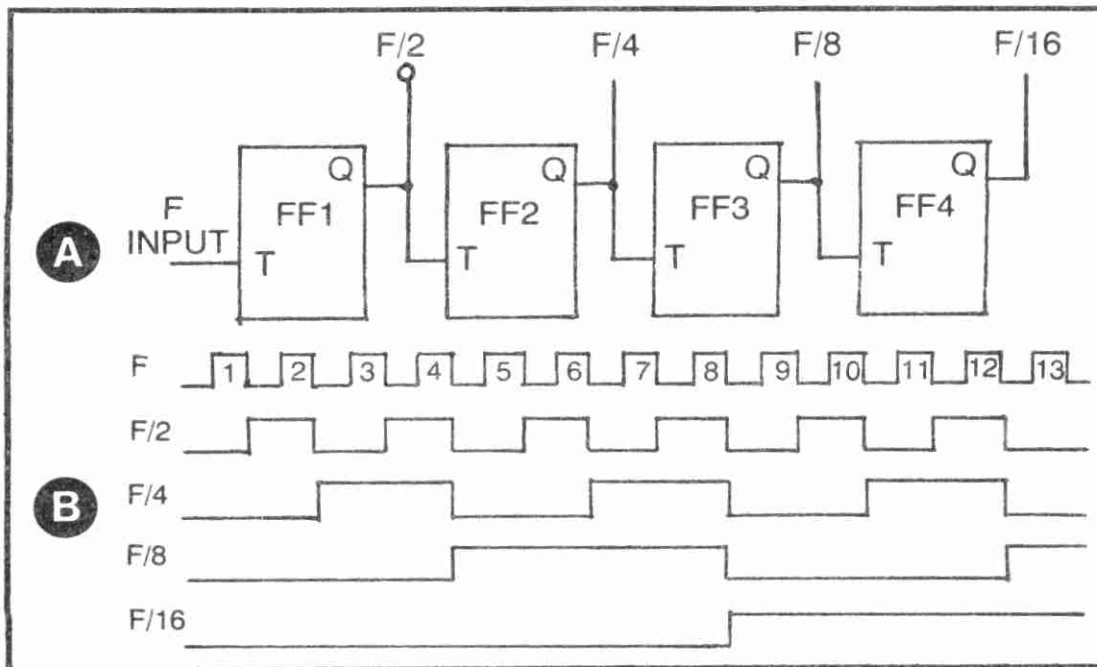 F/2 F/4 F/8 F/16
Q Q Q Q
F FF1 FF2 FF3 FF4
A INPUT T T T T
F 1 2 3 4 5 6 7 8 9 10 11 12 13
F/2
B F/4
F/8
F/16